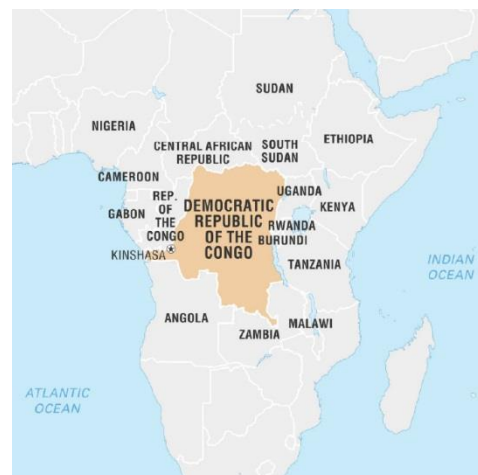 SUDAN
NIGERIA
ETHIOPIA
CENTRAL AFRICAN
REPUBLIC
SOUTH
SUDAN
CAMEROON
UGANDA
GABON
REP.
OF
THE
CONGO
DEMOCRATIC
REPUBLIC
OF THE
CONGO
KENYA
RWANDA
BURUNDI
KINSHASA
TANZANIA
INDIAN
OCEAN
ANGOLA
MALAWI
ZAMBIA
ATLANTIC
OCEAN